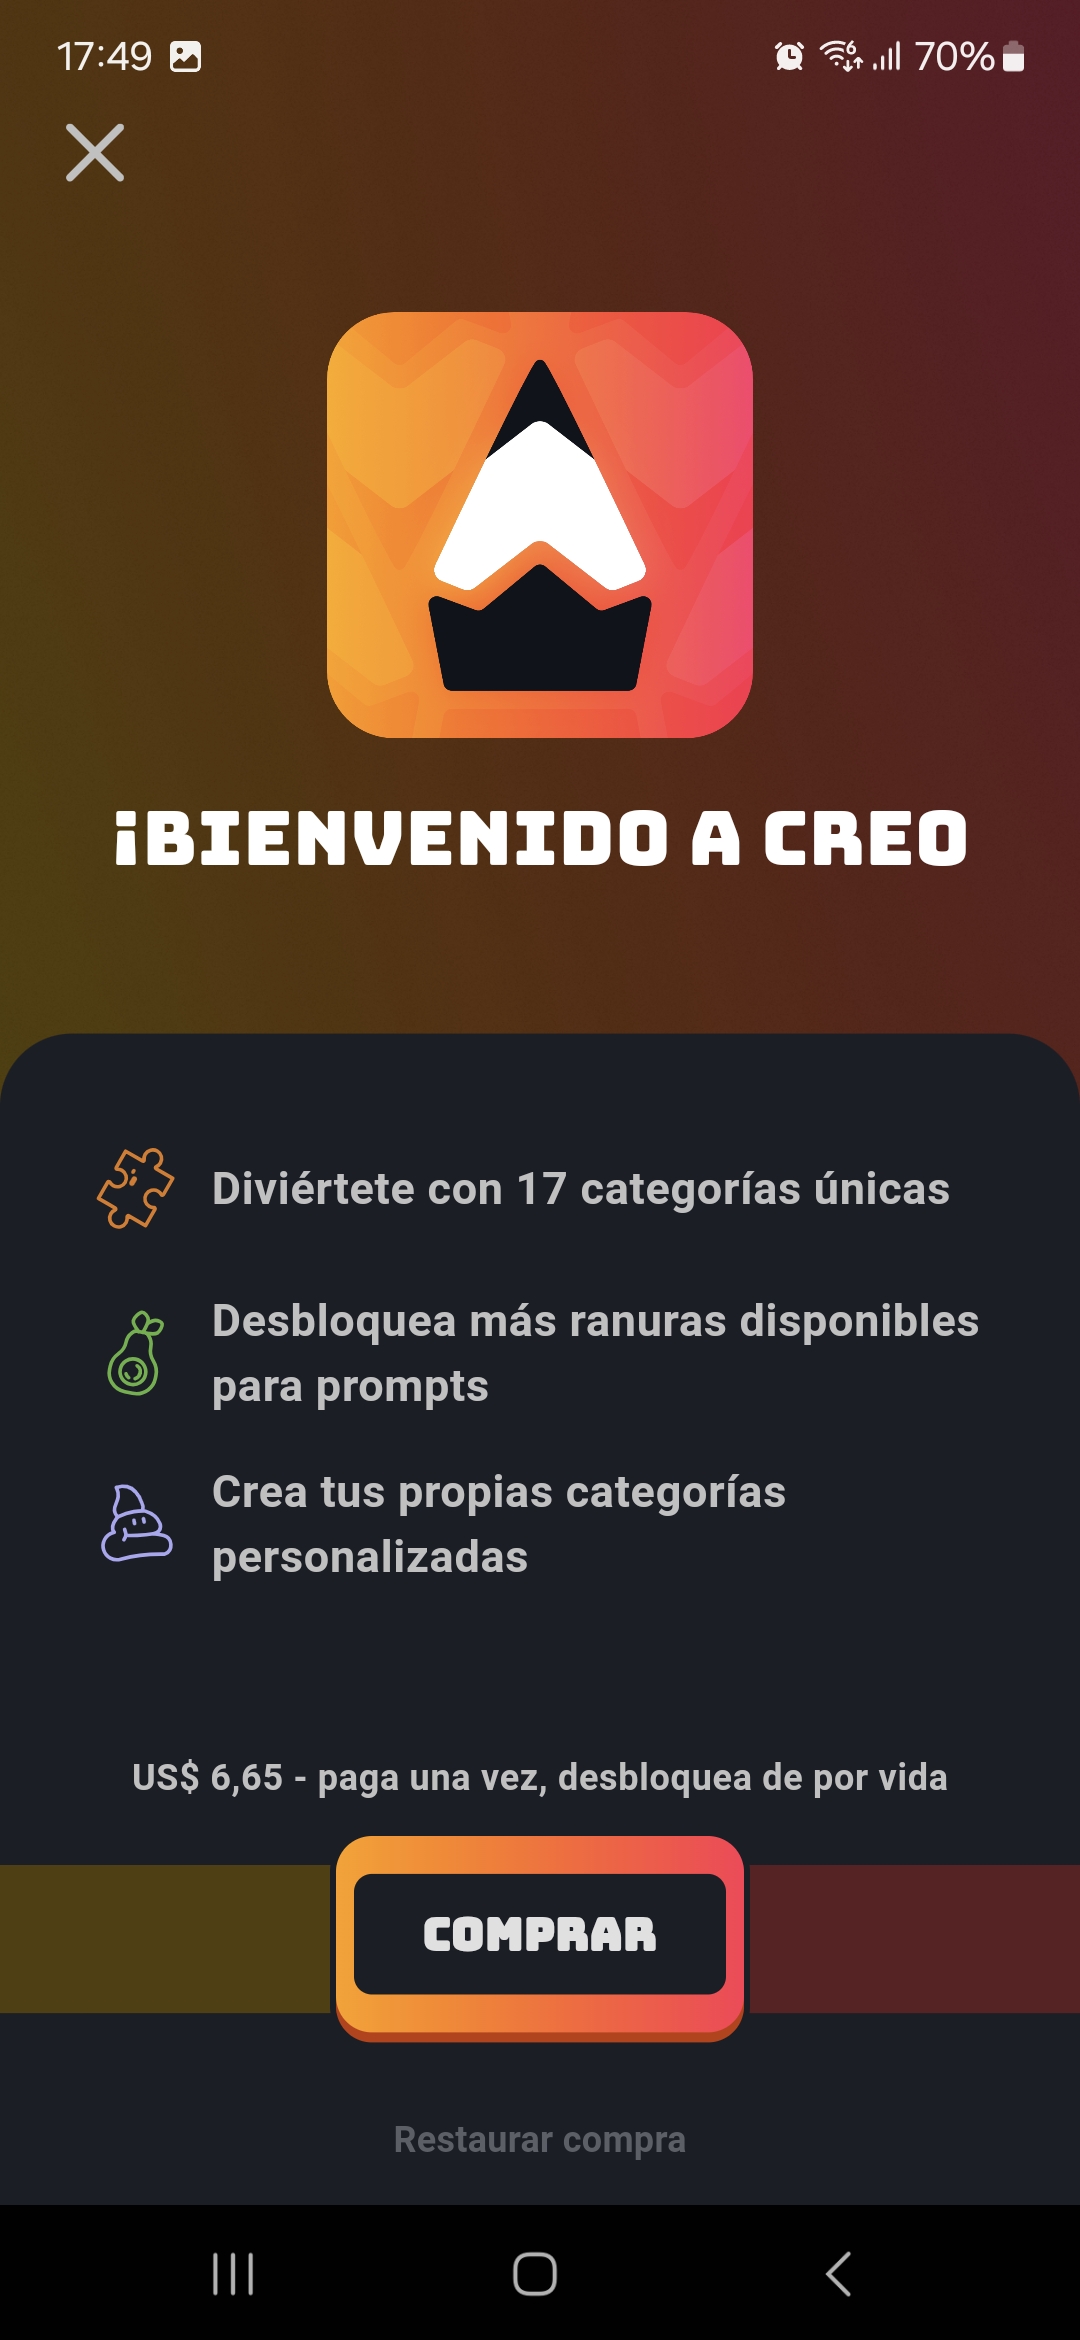 17:49
6
70%
¡BIENVENIDO A CREO
Diviértete con 17 categorías únicas
Desbloquea más ranuras disponibles
para prompts
Crea tus propias categorías
personalizadas
US$ 6,65 - paga una vez, desbloquea de por vida
COMPRAR
Restaurar compra